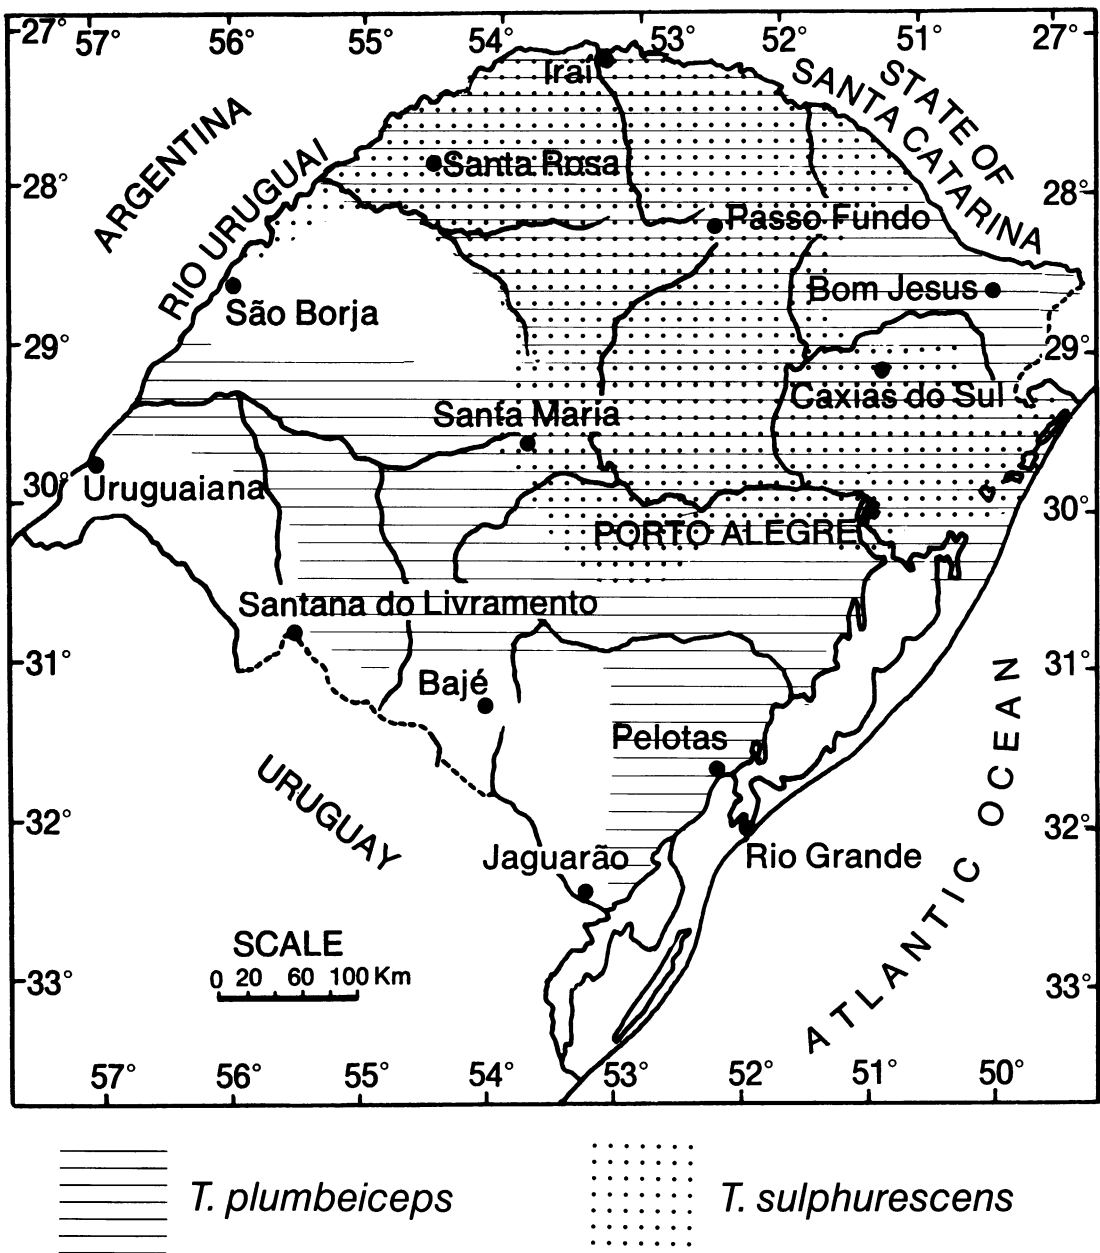 27° 57° 56° 55° 54° 53° 52° 51° 27°
Iraí
STATE OF
SANTA CATARINA
ARGENTINA
RIO URUGUAI
Santa Rosa
28° 28°
Passo Fundo
Bom Jesus
São Borja
29° 29°
Caxias do Sul
Santa Maria
Uruguaiana
30° 30°
PORTO ALEGRE
Santana do Livramento
31° 31°
Bajé
Pelotas
URUGUAY
32° 32°
Jaguarão
Rio Grande
ATLANTIC OCEAN
SCALE
0 20 60 100 Km
33° 33°
57° 56° 55° 54° 53° 52° 51° 50°
T. plumbeiceps
T. sulphurescens